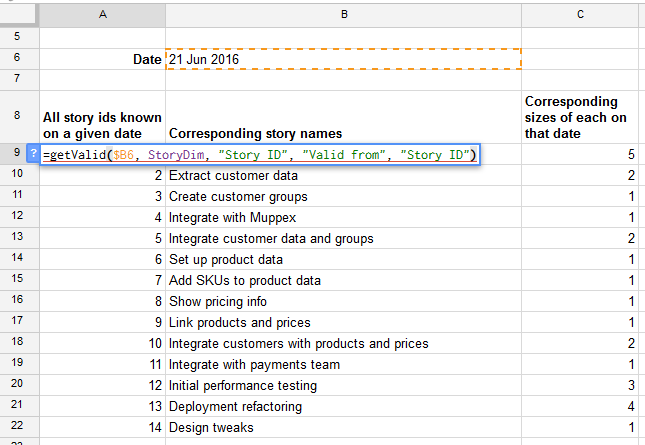 A B C
5
6 Date 21 Jun 2016
7
8 All story ids known on a given date Corresponding story names Corresponding sizes of each on that date
9 ? =getValid($B6, StoryDim, "Story ID", "Valid from", "Story ID") 5
10 2 Extract customer data 2
11 3 Create customer groups 1
12 4 Integrate with Muppex 1
13 5 Integrate customer data and groups 2
14 6 Set up product data 1
15 7 Add SKUs to product data 1
16 8 Show pricing info 1
17 9 Link products and prices 1
18 10 Integrate customers with products and prices 2
19 11 Integrate with payments team 1
20 12 Initial performance testing 3
21 13 Deployment refactoring 4
22 14 Design tweaks 1